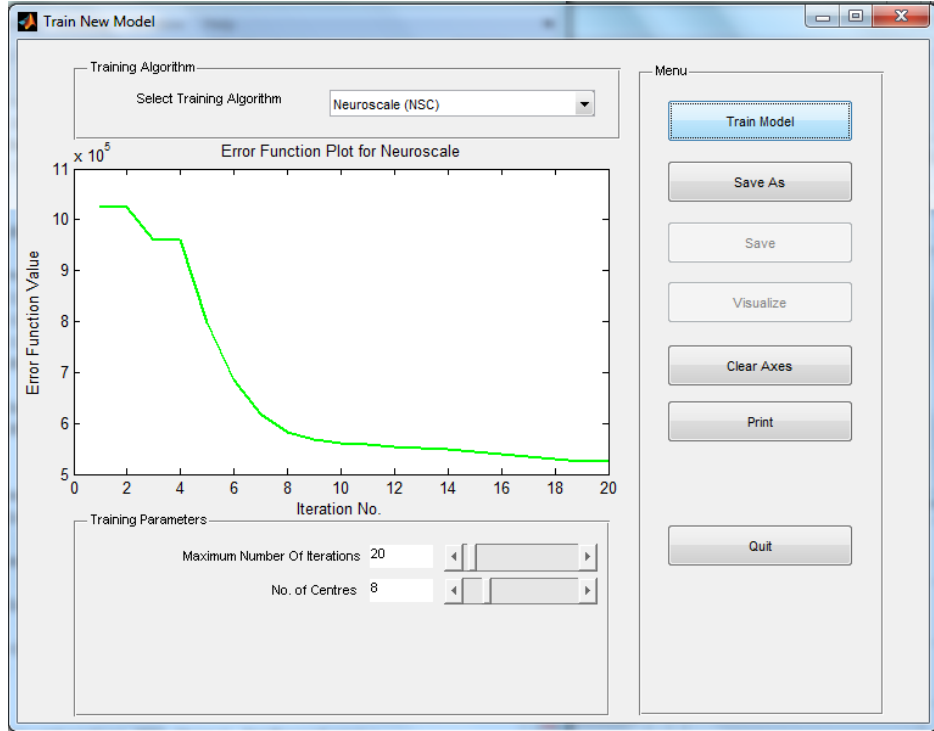 Train New Model
Training Algorithm
Select Training Algorithm
Neuroscale (NSC)
Error Function Plot for Neuroscale
x 10^5
11
10
9
8
7
6
5
Error Function Value
0 2 4 6 8 10 12 14 16 18 20
Iteration No.
Training Parameters
Maximum Number Of Iterations 20
No. of Centres 8
Menu
Train Model
Save As
Save
Visualize
Clear Axes
Print
Quit